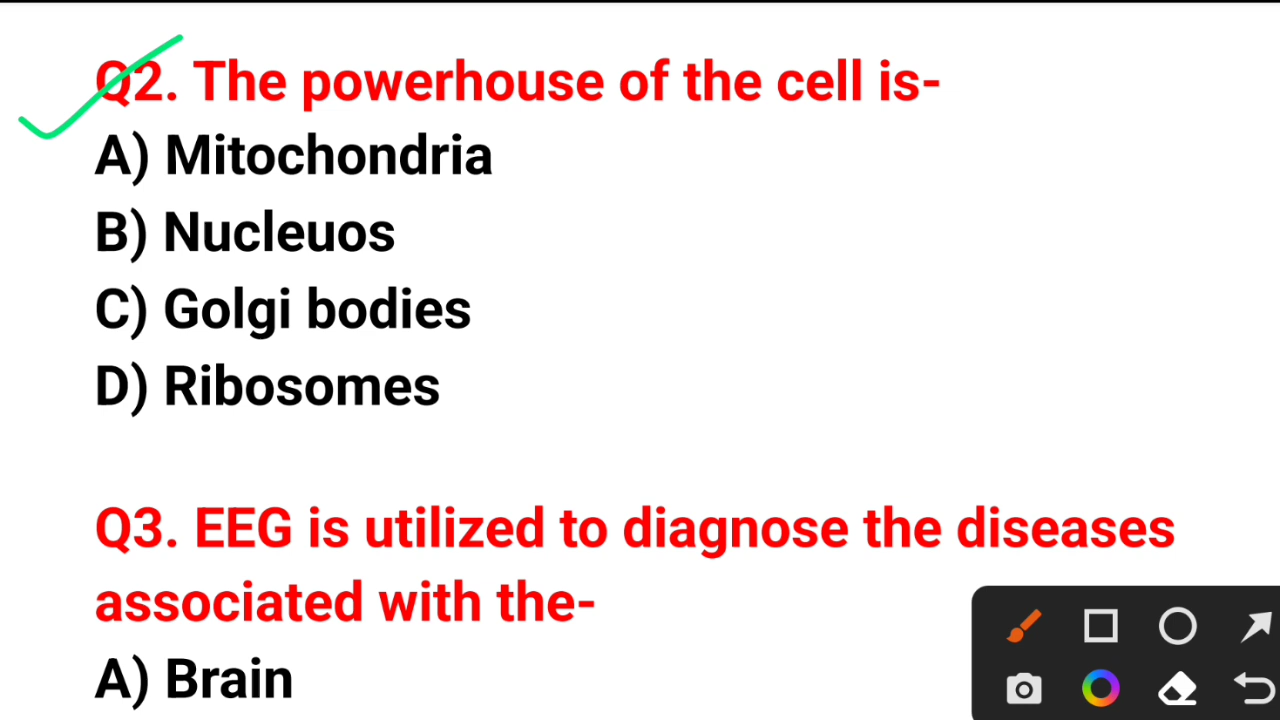 Q2. The powerhouse of the cell is-
A) Mitochondria
B) Nucleuos
C) Golgi bodies
D) Ribosomes
Q3. EEG is utilized to diagnose the diseases
associated with the-
A) Brain